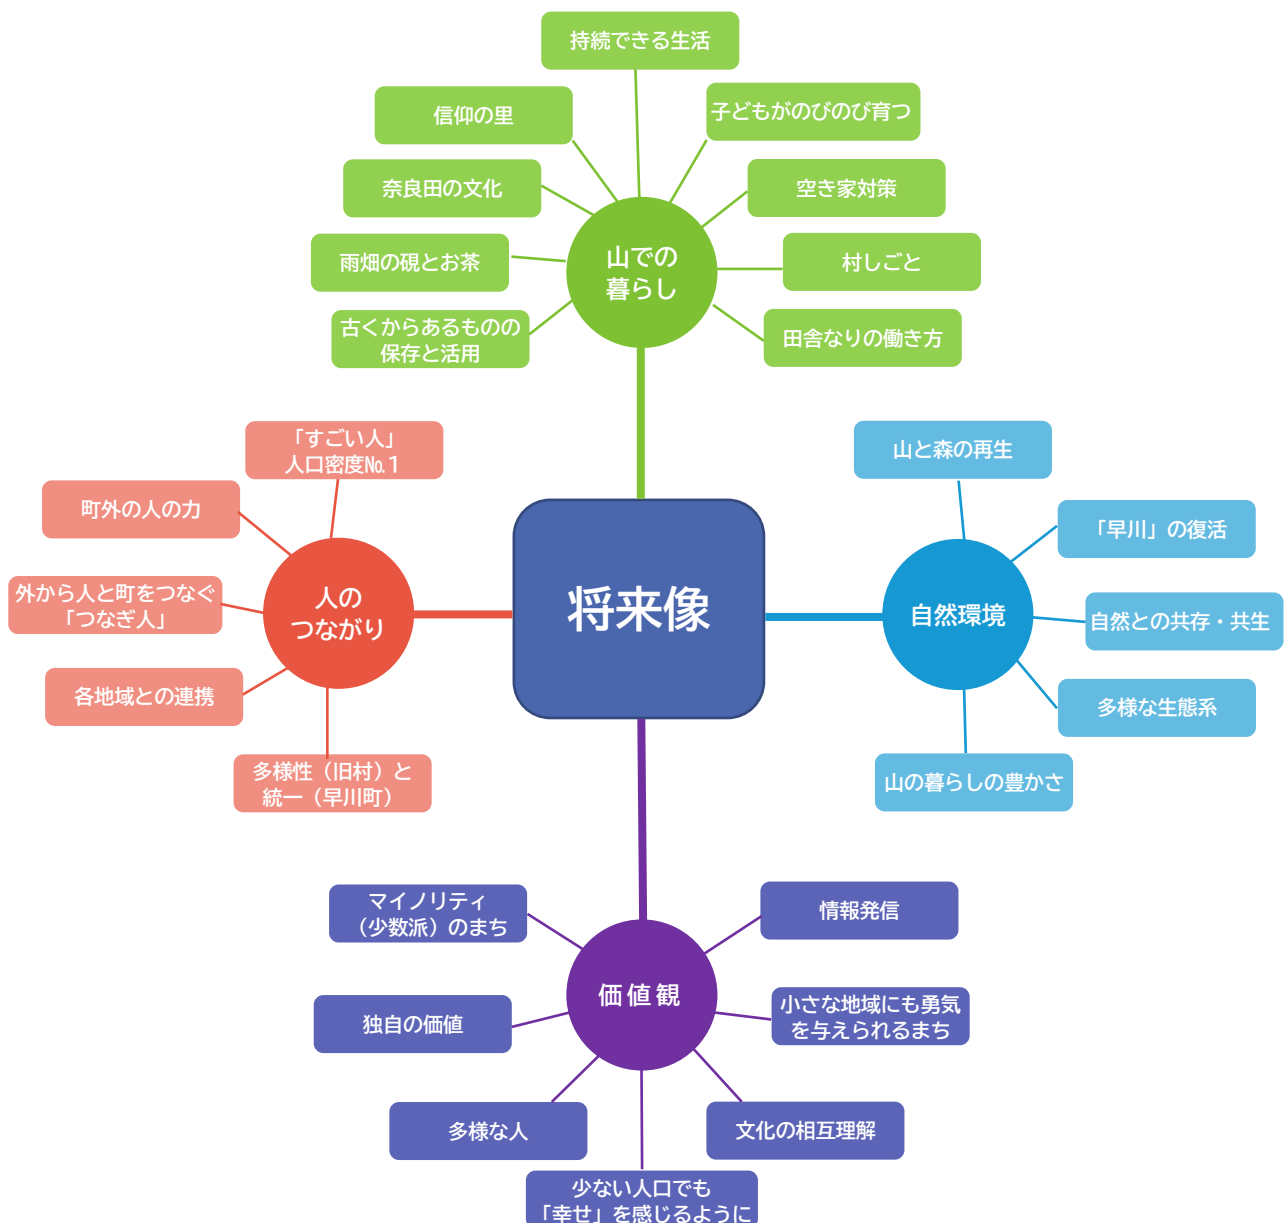 持続できる生活
信仰の里
子どもがのびのび育つ
奈良田の文化
空き家対策
雨畑の硯とお茶
村しごと
古くからあるものの
保存と活用
田舎なりの働き方
山での
暮らし
「すごい人」
人口密度№1
町外の人の力
外から人と町をつなぐ
「つなぎ人」
各地域との連携
多様性（旧村）と
統一（早川町）
人の
つながり
将来像
自然環境
山と森の再生
「早川」の復活
自然との共存・共生
多様な生態系
山の暮らしの豊かさ
価値観
マイノリティ
（少数派）のまち
情報発信
独自の価値
小さな地域にも勇気
を与えられるまち
多様な人
文化の相互理解
少ない人口でも
「幸せ」を感じるように